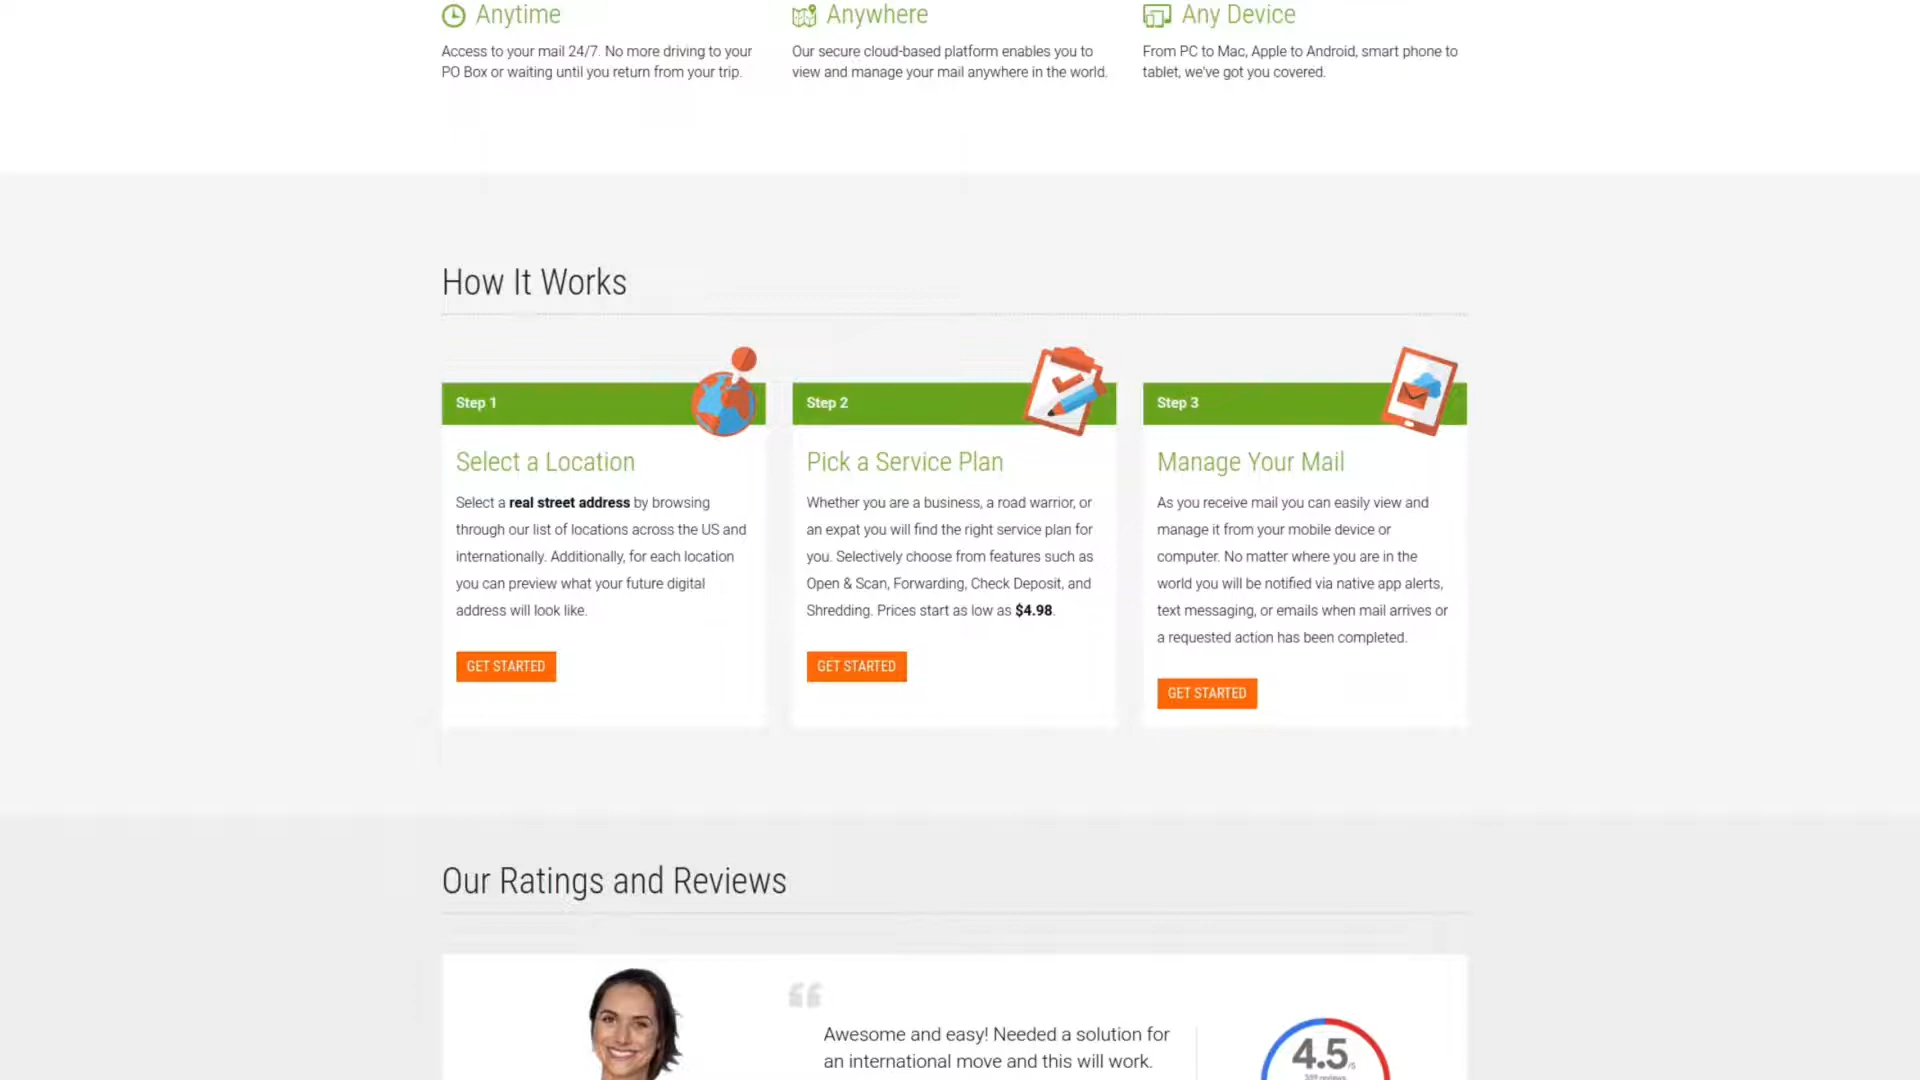 Anytime
Access to your mail 24/7. No more driving to your
PO Box or waiting until you return from your trip.
Anywhere
Our secure cloud-based platform enables you to
view and manage your mail anywhere in the world.
Any Device
From PC to Mac, Apple to Android, smart phone to
tablet, we've got you covered.
How It Works
Step 1
Select a Location
Select a real street address by browsing
through our list of locations across the US and
internationally. Additionally, for each location
you can preview what your future digital
address will look like.
GET STARTED
Step 2
Pick a Service Plan
Whether you are a business, a road warrior, or
an expat you will find the right service plan for
you. Selectively choose from features such as
Open & Scan, Forwarding, Check Deposit, and
Shredding. Prices start as low as $4.98.
GET STARTED
Step 3
Manage Your Mail
As you receive mail you can easily view and
manage it from your mobile device or
computer. No matter where you are in the
world you will be notified via native app alerts,
text messaging, or emails when mail arrives or
a requested action has been completed.
GET STARTED
Our Ratings and Reviews
Awesome and easy! Needed a solution for
an international move and this will work.
4.5/5
reviews